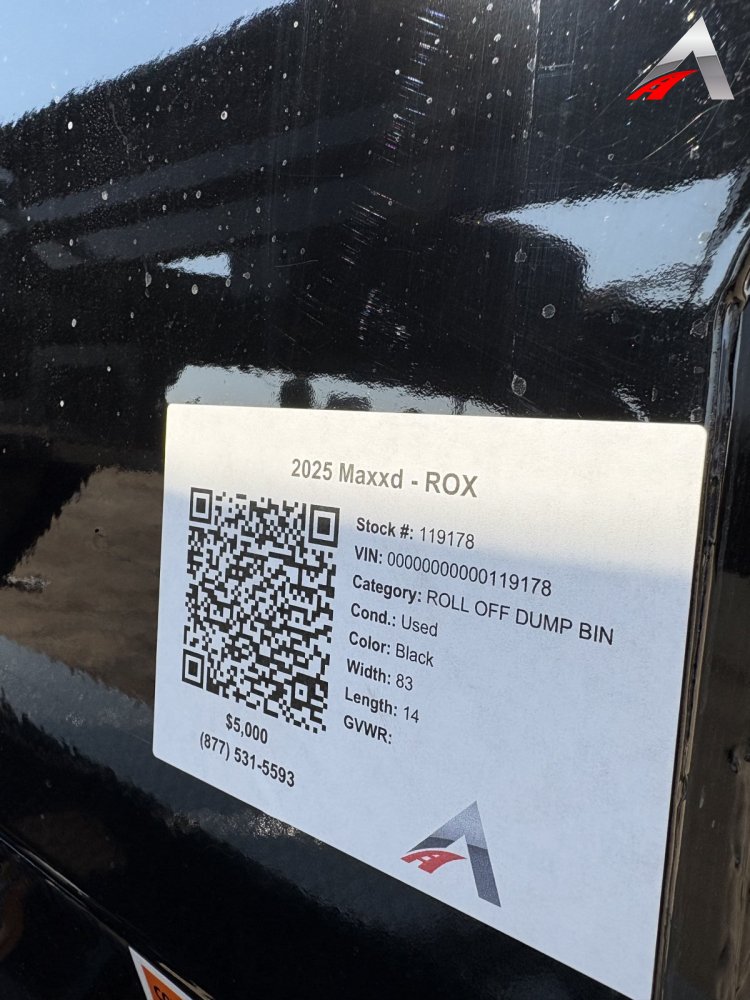 2025 Maxxd - ROX
Stock #: 119178
VIN: 00000000000119178
Category: ROLL OFF DUMP BIN
Cond.: Used
Color: Black
Width: 83
Length: 14
GVWR:
$5,000
(877) 531-5593